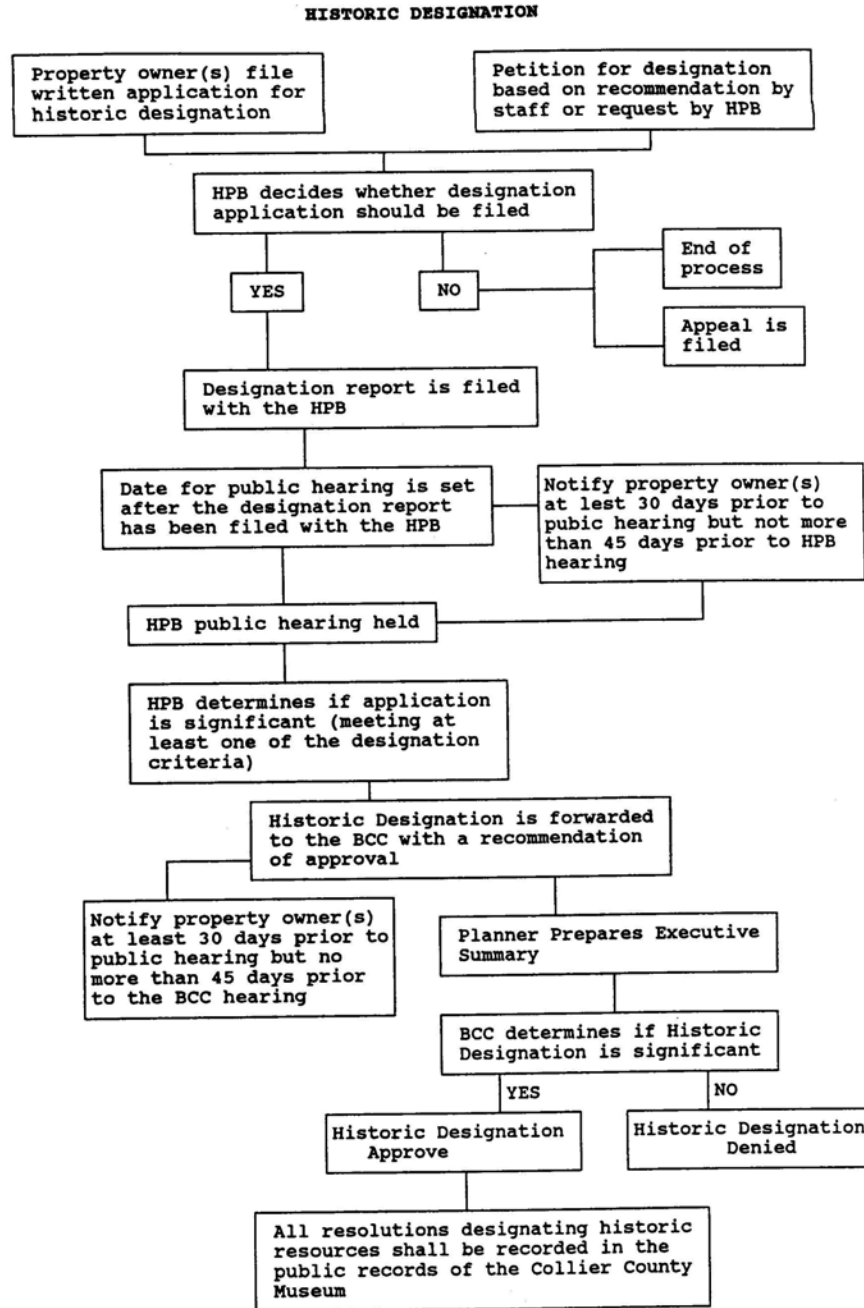 HISTORIC DESIGNATION
Property owner(s) file
written application for
historic designation
Petition for designation
based on recommendation by
staff or request by HPB
HPB decides whether designation
application should be filed
YES
NO
End of
process
Appeal is
filed
Designation report is filed
with the HPB
Date for public hearing is set
after the designation report
has been filed with the HPB
Notify property owner(s)
at lest 30 days prior to
pubic hearing but not more
than 45 days prior to HPB
hearing
HPB public hearing held
HPB determines if application
is significant (meeting at
least one of the designation
criteria)
Historic Designation is forwarded
to the BCC with a recommendation
of approval
Notify property owner(s)
at least 30 days prior to
public hearing but no
more than 45 days prior
to the BCC hearing
Planner Prepares Executive
Summary
BCC determines if Historic
Designation is significant
YES
NO
Historic Designation
Approve
Historic Designation
Denied
All resolutions designating historic
resources shall be recorded in the
public records of the Collier County
Museum